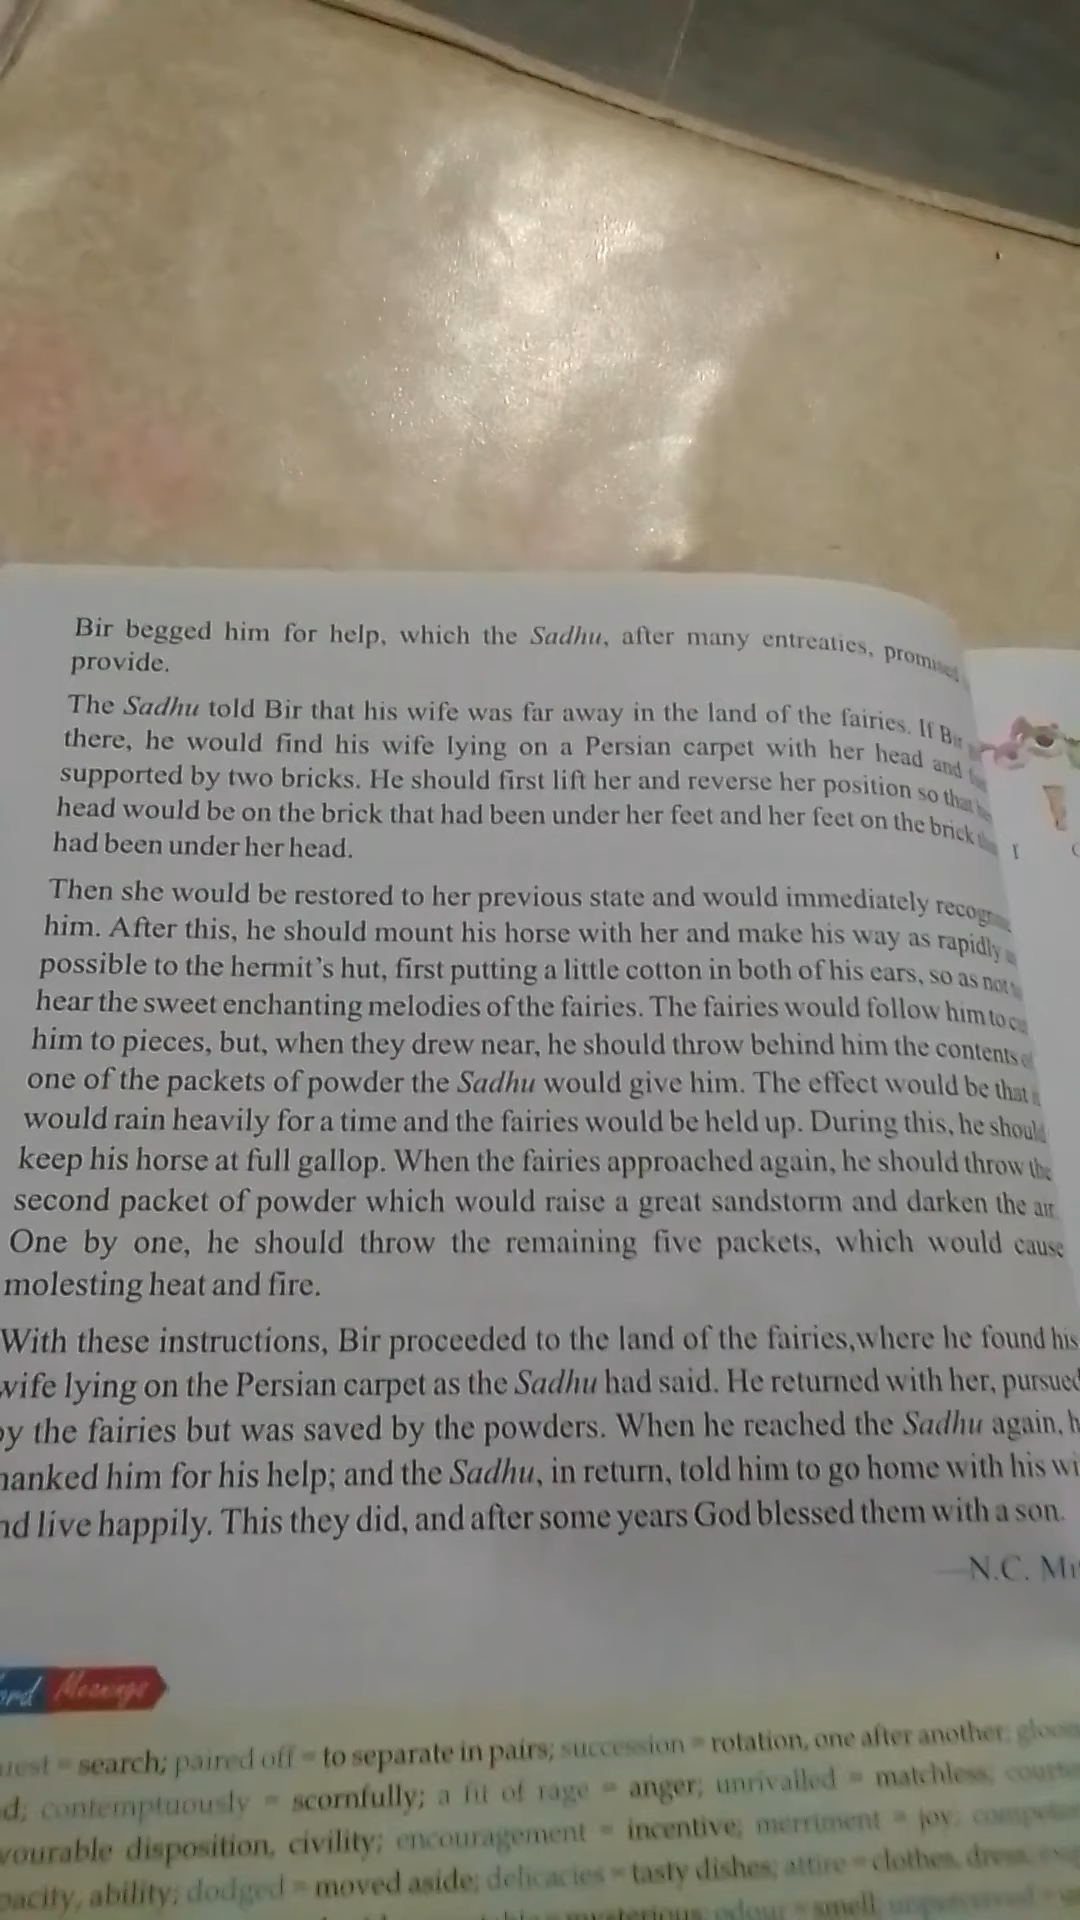 Bir begged him for help, which the Sadhu, after many entreaties, promised
provide.
The Sadhu told Bir that his wife was far away in the land of the fairies. If Bir
there, he would find his wife lying on a Persian carpet with her head and
supported by two bricks. He should first lift her and reverse her position so that her
head would be on the brick that had been under her feet and her feet on the brick
had been under her head.
Then she would be restored to her previous state and would immediately
him. After this, he should mount his horse with her and make his way as rapidly as
possible to the hermit's hut, first putting a little cotton in both of his ears, so as not to
hear the sweet enchanting melodies of the fairies. The fairies would follow him to
him to pieces, but, when they drew near, he should throw behind him the contents of
one of the packets of powder the Sadhu would give him. The effect would be that it
would rain heavily for a time and the fairies would be held up. During this, he should
keep his horse at full gallop. When the fairies approached again, he should throw the
second packet of powder which would raise a great sandstorm and darken the air.
One by one, he should throw the remaining five packets, which would cause
molesting heat and fire.
With these instructions, Bir proceeded to the land of the fairies,where he found his
wife lying on the Persian carpet as the Sadhu had said. He returned with her, pursued
by the fairies but was saved by the powders. When he reached the Sadhu again, h
hanked him for his help; and the Sadhu, in return, told him to go home with his wi
nd live happily. This they did, and after some years God blessed them with a son.
—N.C. Mi
ord Meanings
uest = search; paired off = to separate in pairs; succession = rotation, one after another;
d; contemptuously = scornfully; a fit of rage = anger; unrivalled = matchless;
vourable disposition, civility; encouragement = incentive; merriment = joy;
pacity, ability; dodged = moved aside; delicacies = tasty dishes; attire = clothes, dress,
mysterious; odour = smell;